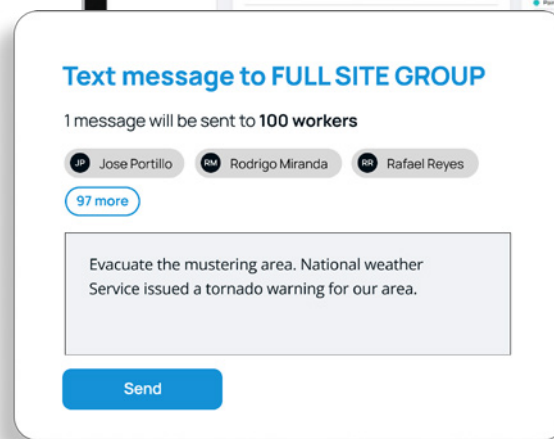 Text message to FULL SITE GROUP
1 message will be sent to 100 workers
JP Jose Portillo RM Rodrigo Miranda RR Rafael Reyes
97 more
Evacuate the mustering area. National weather
Service issued a tornado warning for our area.
Send